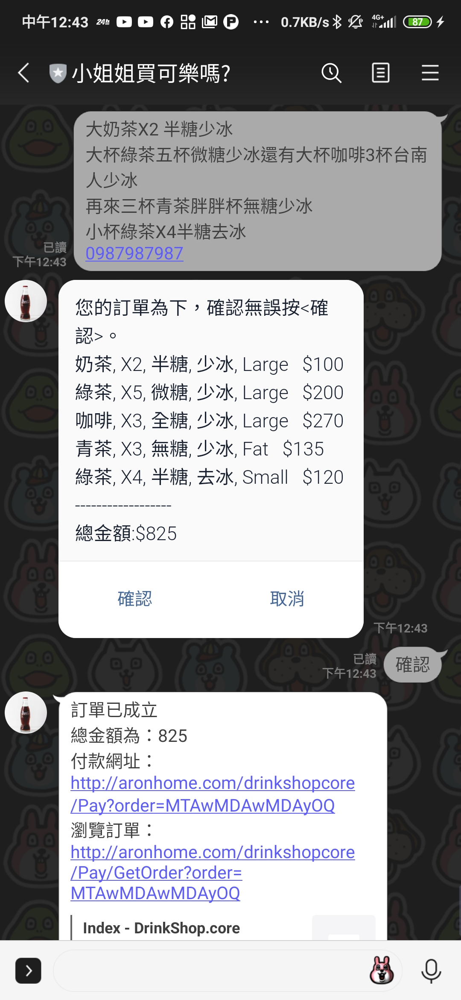 中午12:43 24h 0.7KB/s 4G+ 87
小姐姐買可樂嗎?
大奶茶X2 半糖少冰
大杯綠茶五杯微糖少冰還有大杯咖啡3杯台南
人少冰
再來三杯青茶胖胖杯無糖少冰
小杯綠茶X4半糖去冰
0987987987
已讀
下午12:43
您的訂單為下，確認無誤按<確
認>。
奶茶, X2, 半糖, 少冰, Large $100
綠茶, X5, 微糖, 少冰, Large $200
咖啡, X3, 全糖, 少冰, Large $270
青茶, X3, 無糖, 少冰, Fat $135
綠茶, X4, 半糖, 去冰, Small $120
------------------
總金額:$825
確認 取消
下午12:43
已讀
下午12:43
確認
訂單已成立
總金額為：825
付款網址：
http://aronhome.com/drinkshopcore
/Pay?order=MTAwMDAwMDAyOQ
瀏覽訂單：
http://aronhome.com/drinkshopcore
/Pay/GetOrder?order=
MTAwMDAwMDAyOQ
Index - DrinkShop.core